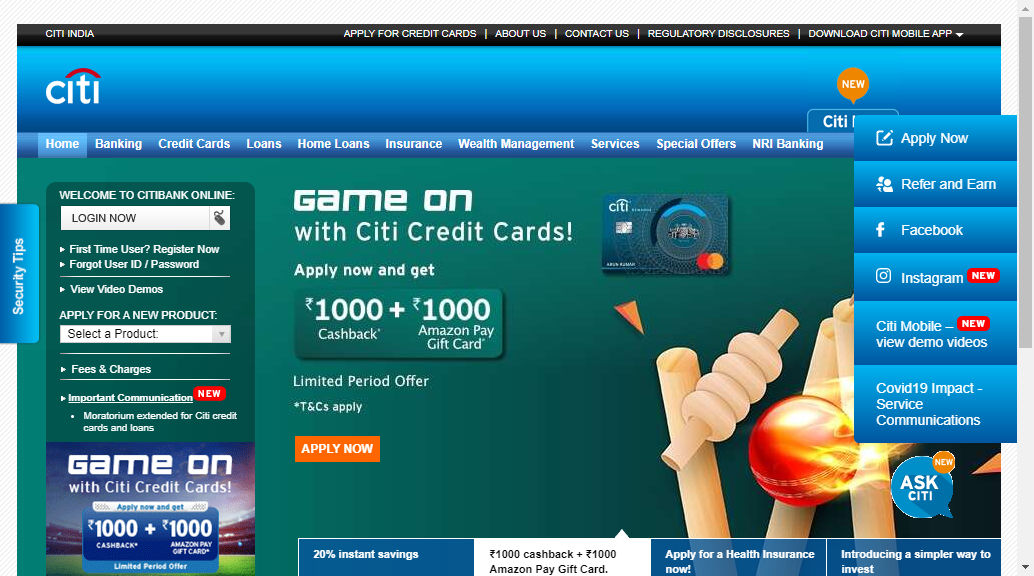 CITI INDIA
APPLY FOR CREDIT CARDS | ABOUT US | CONTACT US | REGULATORY DISCLOSURES | DOWNLOAD CITI MOBILE APP
citi
NEW
Citi
Home Banking Credit Cards Loans Home Loans Insurance Wealth Management Services Special Offers NRI Banking
Apply Now
Refer and Earn
Facebook
Instagram NEW
Citi Mobile – NEW
view demo videos
Covid19 Impact -
Service
Communications
Security Tips
WELCOME TO CITIBANK ONLINE:
LOGIN NOW
First Time User? Register Now
Forgot User ID / Password
View Video Demos
APPLY FOR A NEW PRODUCT:
Select a Product:
Fees & Charges
Important Communication NEW
Moratorium extended for Citi credit
cards and loans
GAME ON
with Citi Credit Cards!
Apply now and get
₹1000 + ₹1000
CASHBACK* AMAZON PAY
GIFT CARD*
Limited Period Offer
GAME ON
with Citi Credit Cards!
Apply now and get
₹1000 + ₹1000
Cashback* Amazon Pay
Gift Card*
Limited Period Offer
*T&Cs apply
APPLY NOW
citi REWARDS
ARUN KUMAR
NEW
ASK
CITI
20% instant savings
₹1000 cashback + ₹1000
Amazon Pay Gift Card.
Apply for a Health Insurance
now!
Introducing a simpler way to
invest